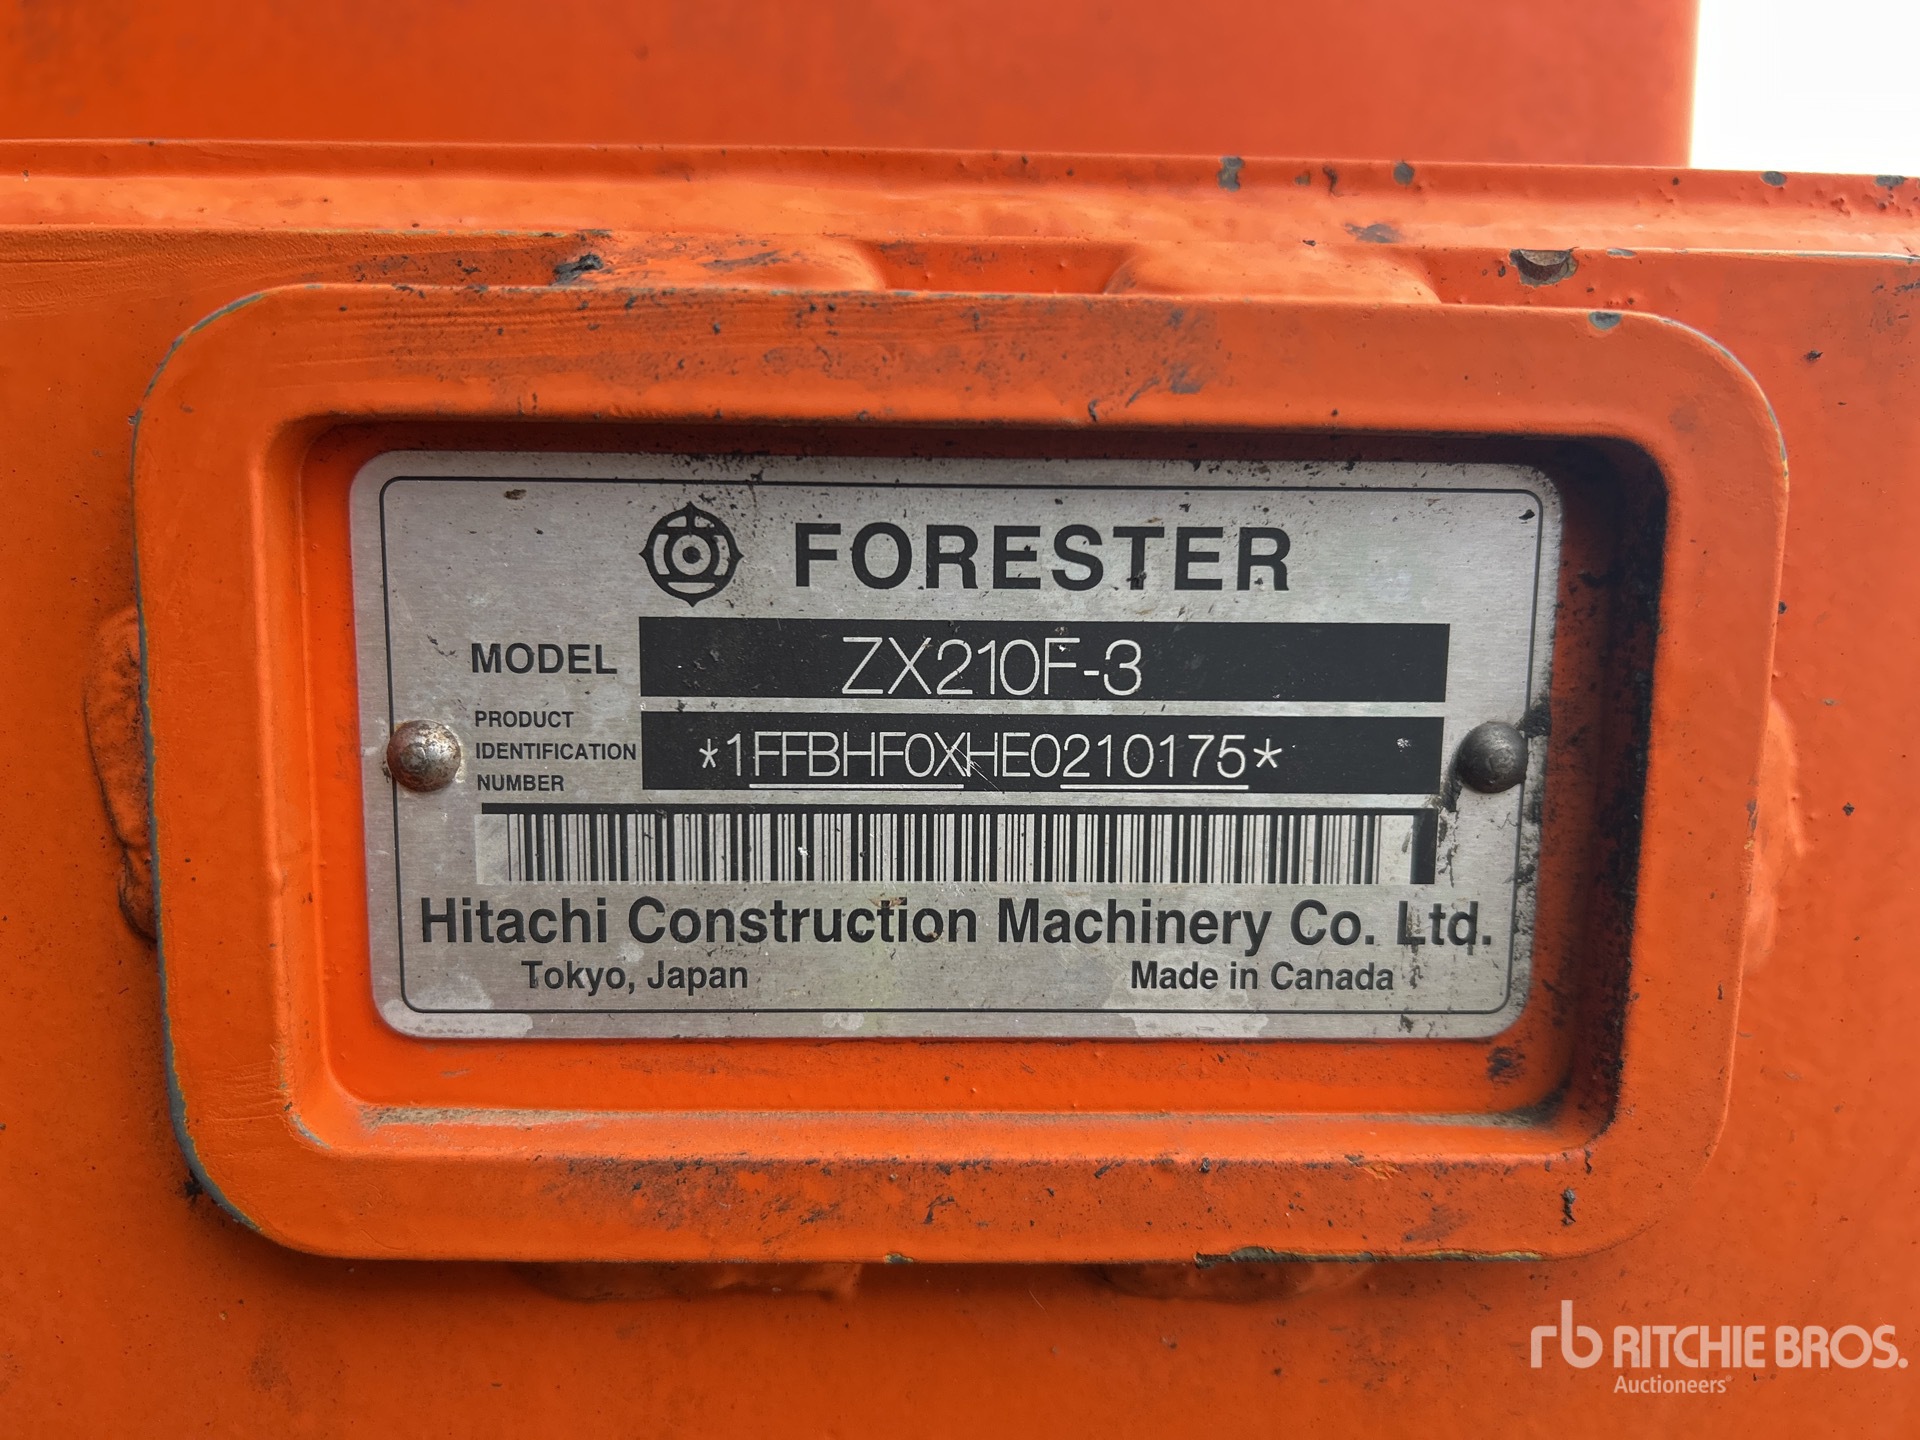 FORESTER
MODEL ZX210F-3
PRODUCT IDENTIFICATION NUMBER *1FFBHF0XHE0210175*
Hitachi Construction Machinery Co. Ltd.
Tokyo, Japan Made in Canada
rb RITCHIE BROS.
Auctioneers